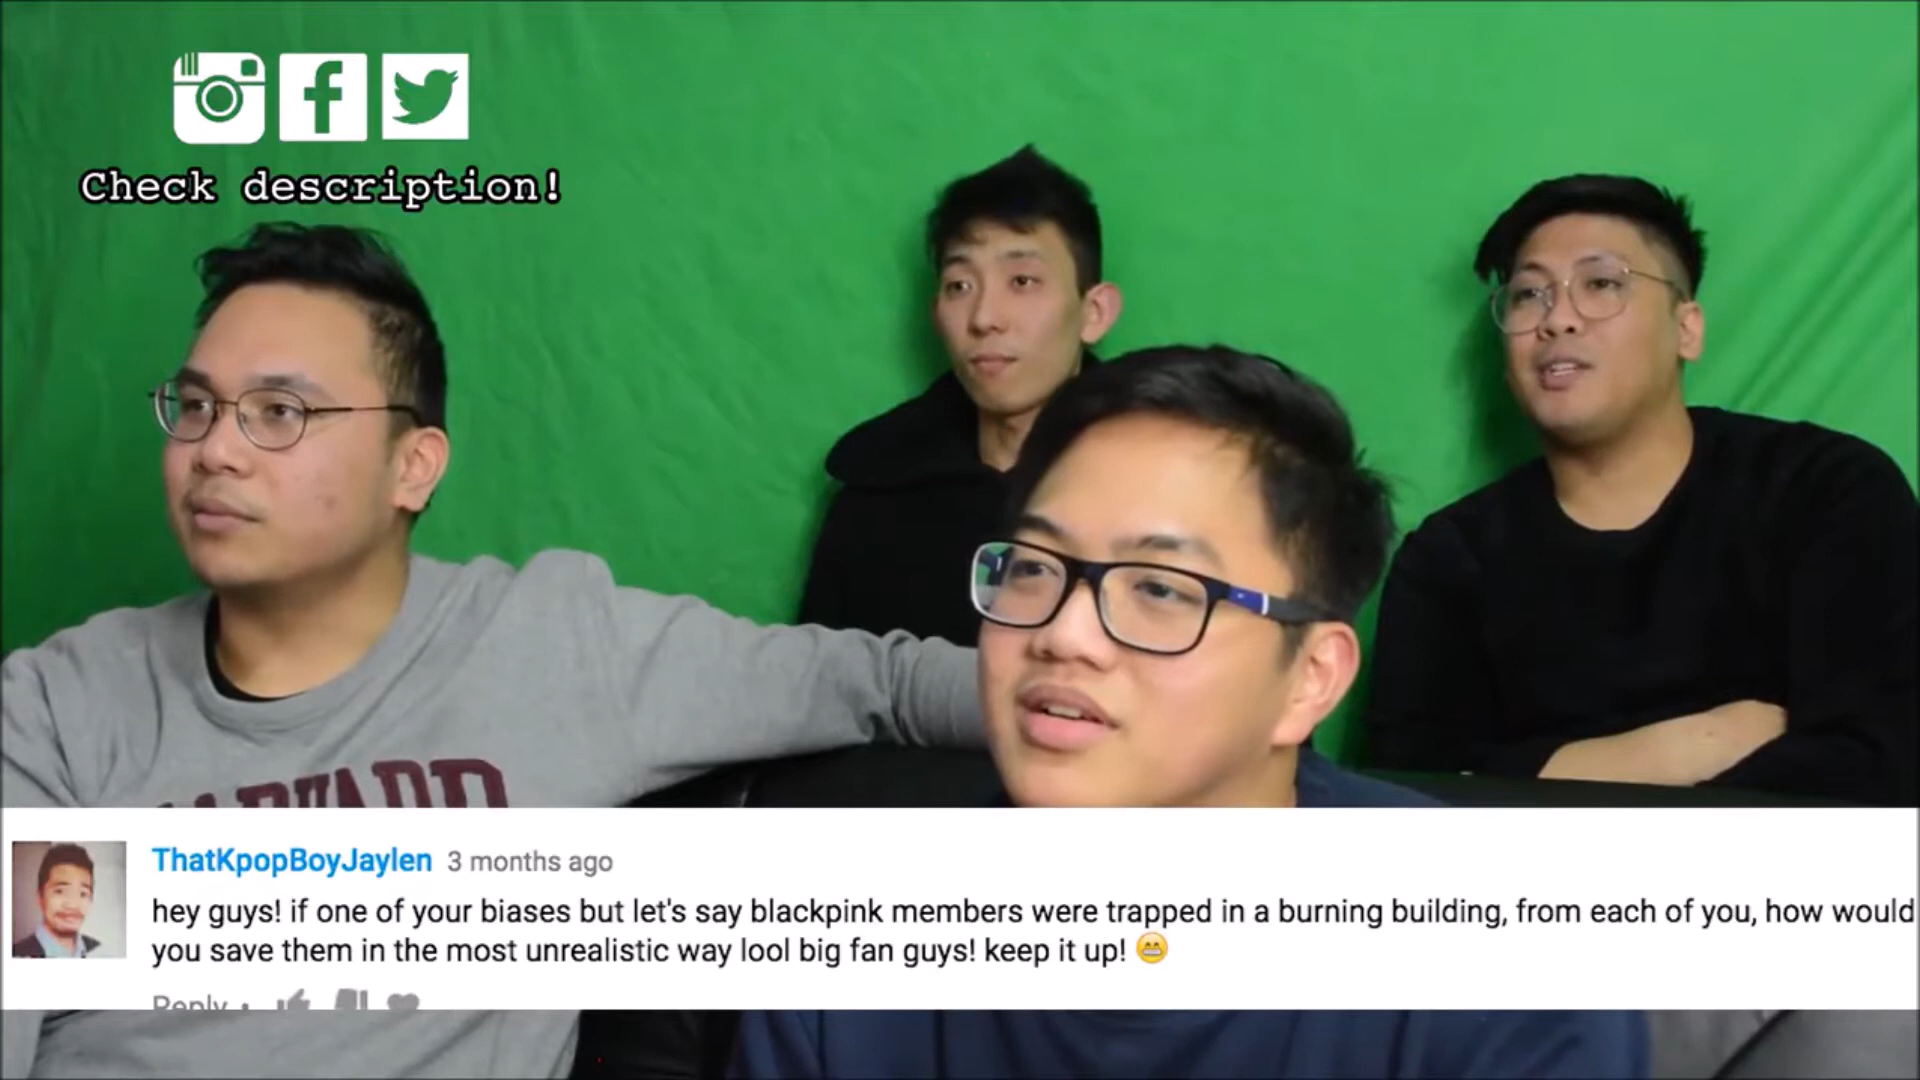 Check description!
HARVARD
ThatKpopBoyJaylen 3 months ago
hey guys! if one of your biases but let's say blackpink members were trapped in a burning building, from each of you, how would
you save them in the most unrealistic way lool big fan guys! keep it up! 😁
Reply •